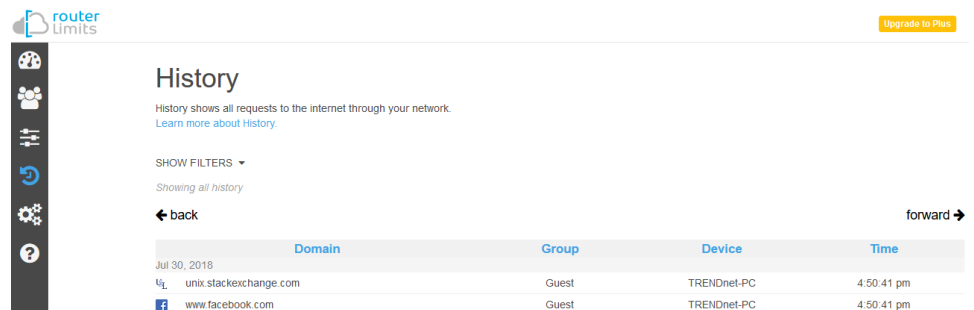 router
Limits
Upgrade to Plus
History
History shows all requests to the internet through your network.
Learn more about History.
SHOW FILTERS
Showing all history
back forward
Domain Group Device Time
Jul 30, 2018
unix.stackexchange.com Guest TRENDnet-PC 4:50:41 pm
www.facebook.com Guest TRENDnet-PC 4:50:41 pm